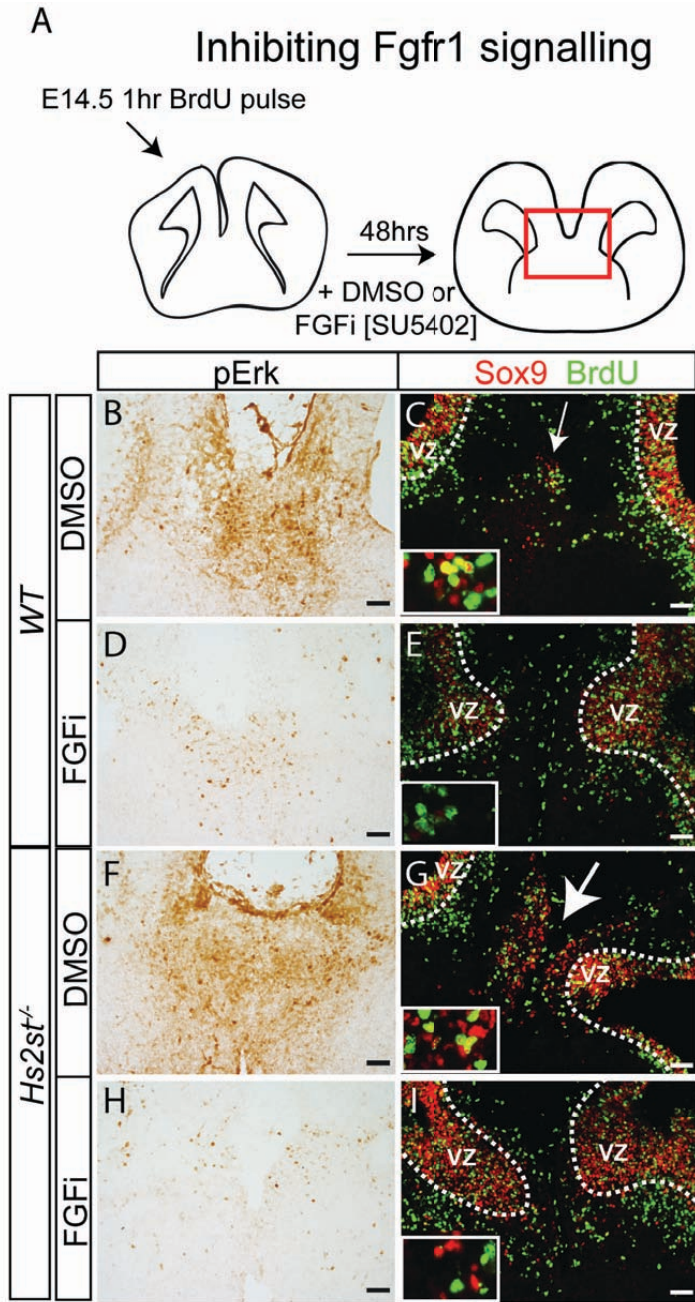 A
Inhibiting Fgfr1 signalling
E14.5 1hr BrdU pulse
48hrs
+ DMSO or
FGFi [SU5402]
pErk
Sox9 BrdU
WT
DMSO
B
C
VZ
VZ
FGFi
D
E
VZ
VZ
Hs2st-/-
DMSO
F
G
VZ
VZ
FGFi
H
I
VZ
VZ